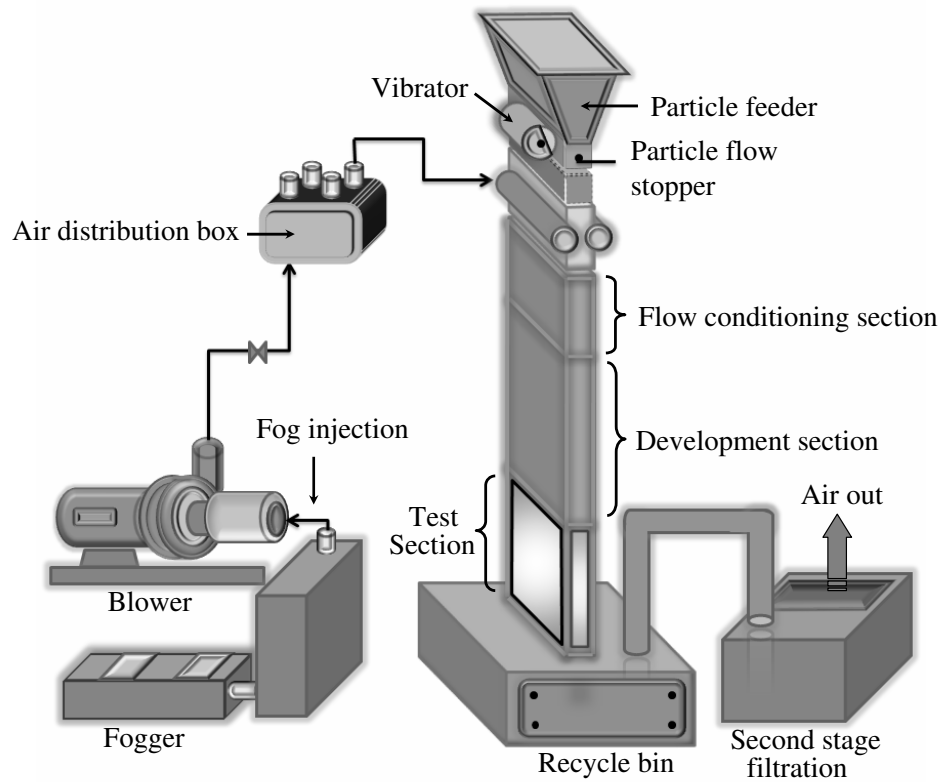 Vibrator
Particle feeder
Particle flow
stopper
Air distribution box
Flow conditioning section
Fog injection
Development section
Test
Section
Air out
Blower
Fogger
Recycle bin
Second stage
filtration